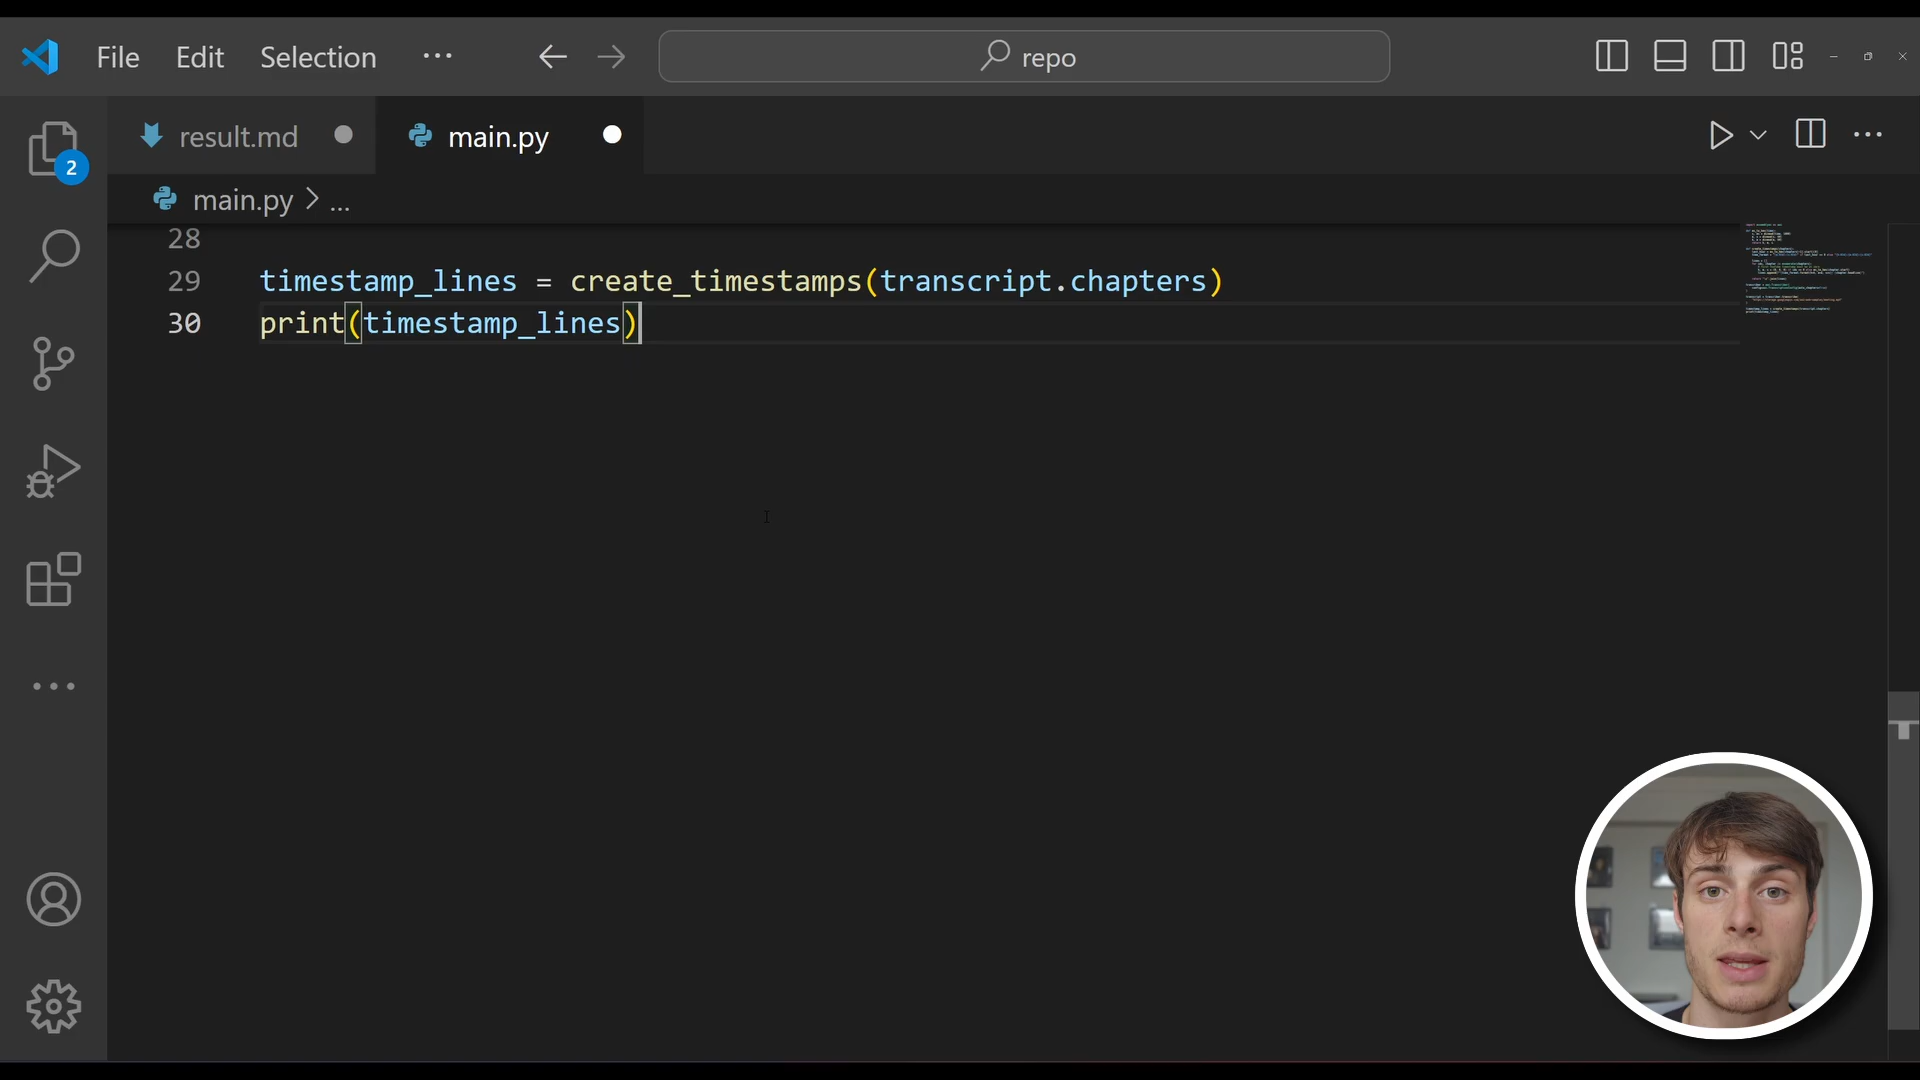 File Edit Selection ···
repo
result.md
main.py
2
main.py > ...
28
29 timestamp_lines = create_timestamps(transcript.chapters)
30 print(timestamp_lines)